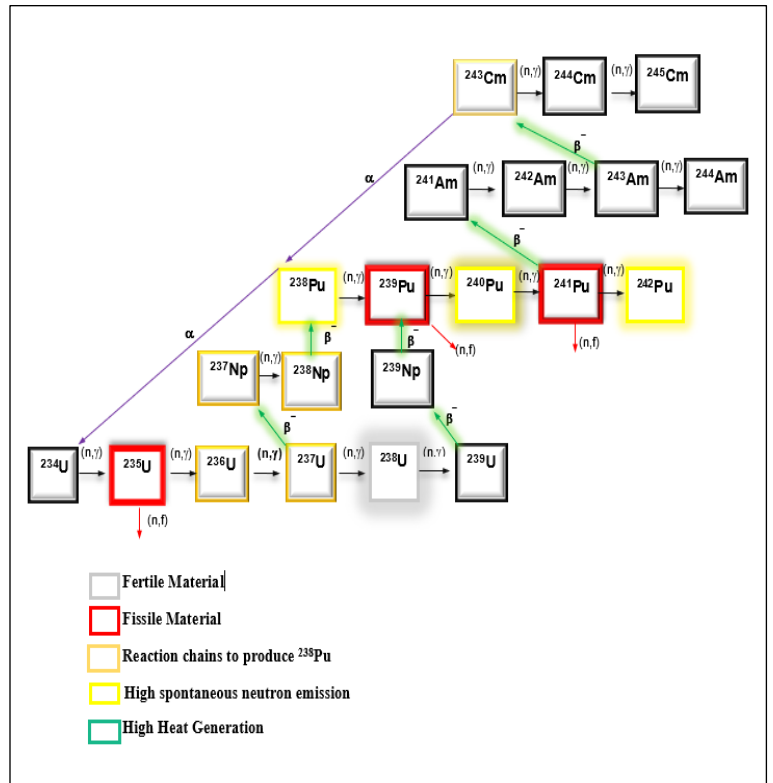 (n,γ) (n,γ)
²⁴³Cm ²⁴⁴Cm ²⁴⁵Cm
β⁻
α
(n,γ) (n,γ) (n,γ)
²⁴¹Am ²⁴²Am ²⁴³Am ²⁴⁴Am
β⁻
(n,γ) (n,γ) (n,γ) (n,γ)
²³⁸Pu ²³⁹Pu ²⁴⁰Pu ²⁴¹Pu ²⁴²Pu
α
β⁻ β⁻ (n,f) (n,f)
(n,γ)
²³⁷Np ²³⁸Np ²³⁹Np
β⁻ β⁻
(n,γ) (n,γ) (n,γ) (n,γ) (n,γ)
²³⁴U ²³⁵U ²³⁶U ²³⁷U ²³⁸U ²³⁹U
(n,f)
Fertile Material
Fissile Material
Reaction chains to produce ²³⁸Pu
High spontaneous neutron emission
High Heat Generation